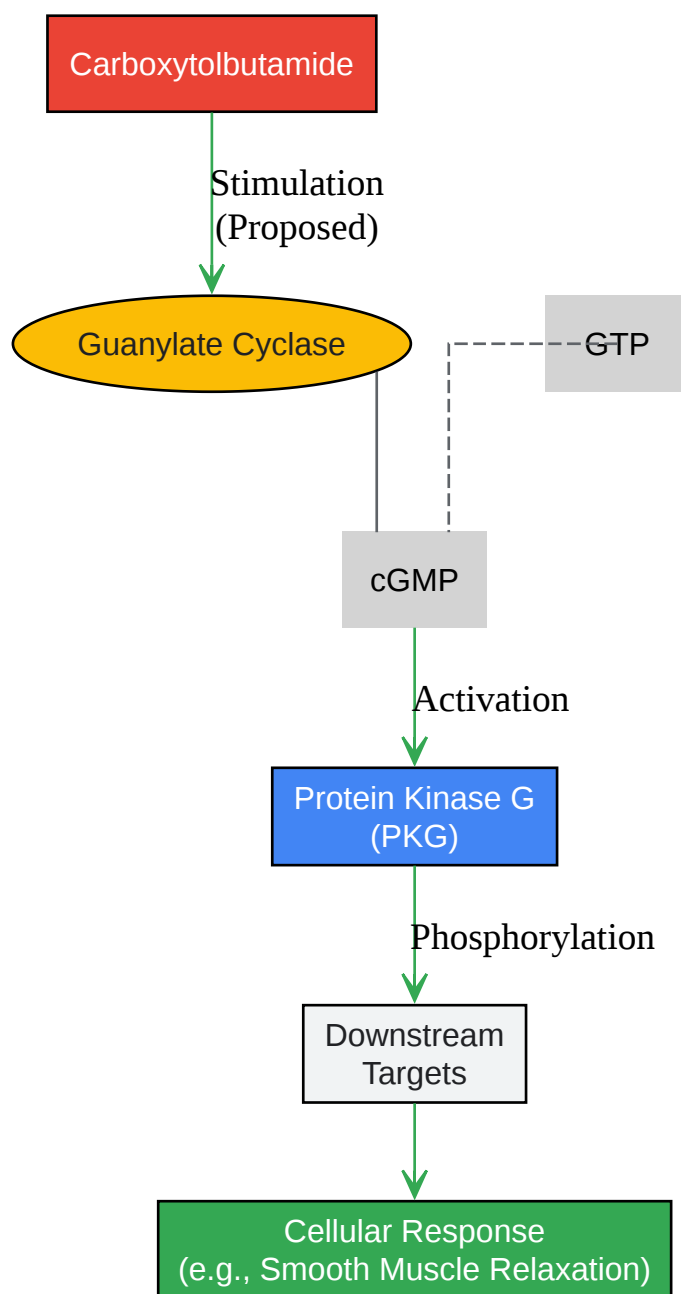 Carboxytolbutamide
Stimulation
(Proposed)
Guanylate Cyclase
GTP
cGMP
Activation
Protein Kinase G
(PKG)
Phosphorylation
Downstream
Targets
Cellular Response
(e.g., Smooth Muscle Relaxation)